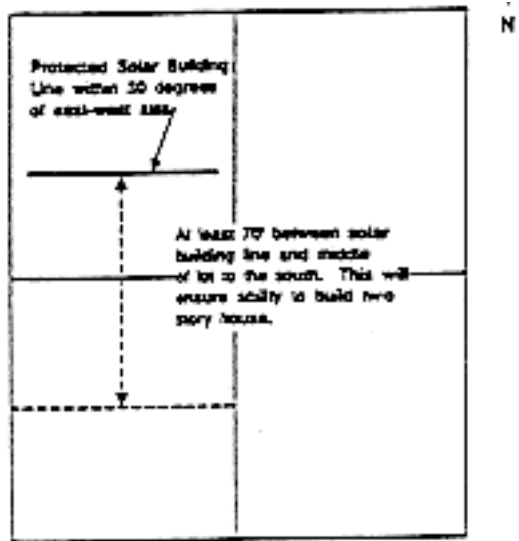 N
Protected Solar Building
Line within 30 degrees
of east-west axis
At least 70' between solar
building line and middle
of lot to the south. This will
ensure ability to build two
story house.